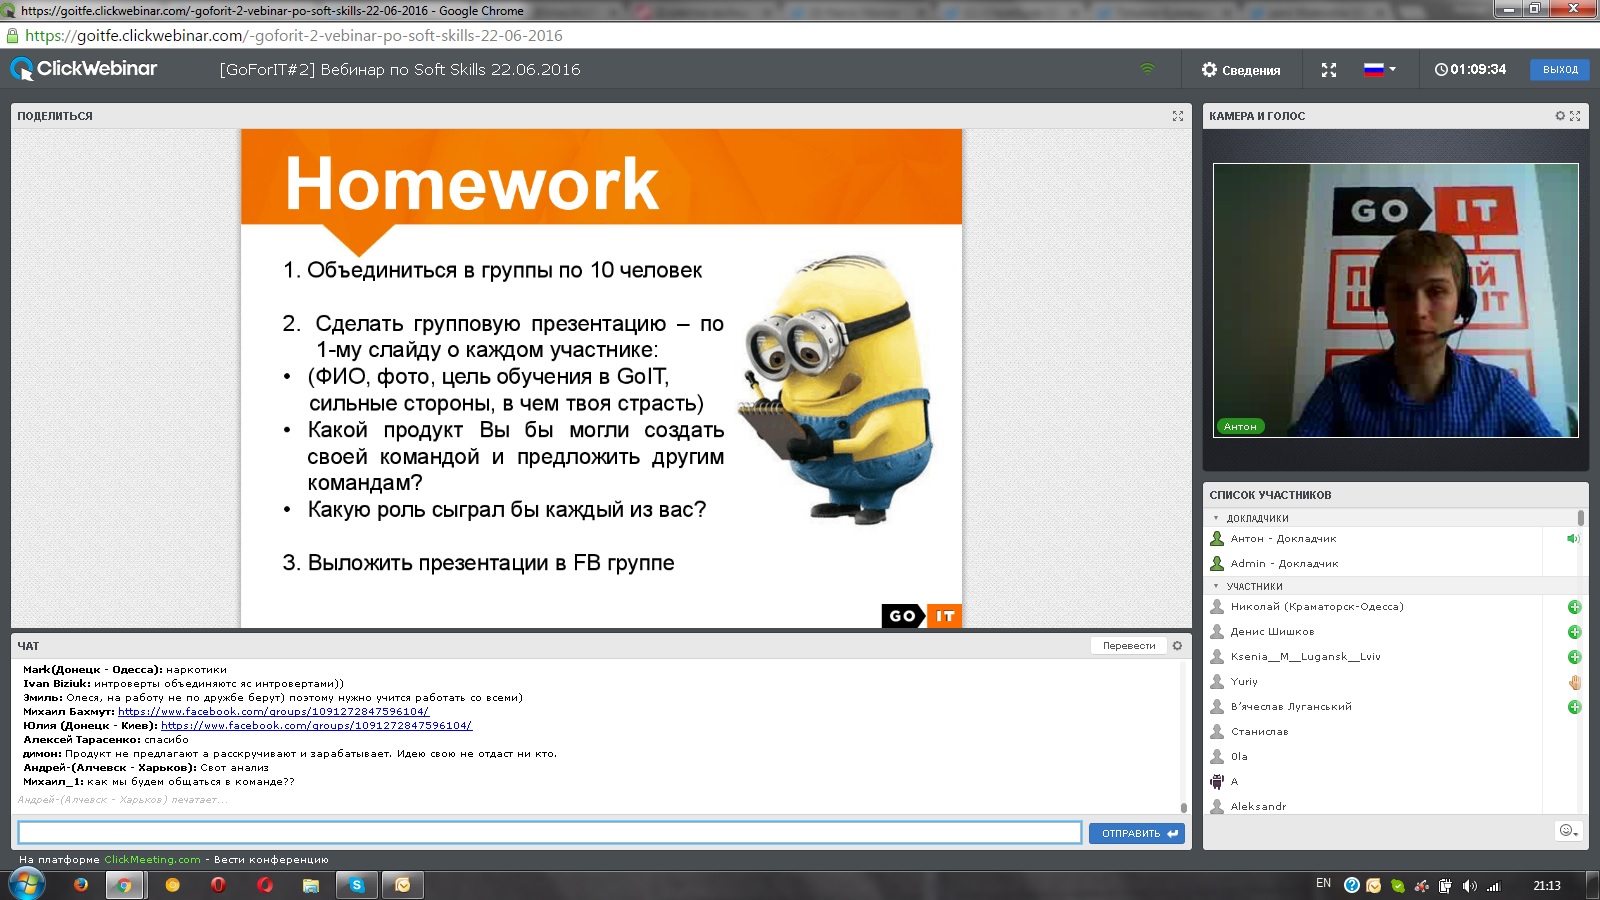 https://goitfe.clickwebinar.com/-goforit-2-vebinar-po-soft-skills-22-06-2016 - Google Chrome
https://goitfe.clickwebinar.com/-goforit-2-vebinar-po-soft-skills-22-06-2016
ClickWebinar
[GoForIT#2] Вебинар по Soft Skills 22.06.2016
Сведения
01:09:34
ВЫХОД
ПОДЕЛИТЬСЯ
Homework
1. Объединиться в группы по 10 человек
2. Сделать групповую презентацию – по
1-му слайду о каждом участнике:
• (ФИО, фото, цель обучения в GoIT,
сильные стороны, в чем твоя страсть)
• Какой продукт Вы бы могли создать
своей командой и предложить другим
командам?
• Какую роль сыграл бы каждый из вас?
3. Выложить презентации в FB группе
GO IT
КАМЕРА И ГОЛОС
GO IT
IT
Антон
СПИСОК УЧАСТНИКОВ
ДОКЛАДЧИКИ
Антон - Докладчик
Admin - Докладчик
УЧАСТНИКИ
Николай (Краматорск-Одесса)
Денис Шишков
Ksenia__M__Lugansk__Lviv
Yuriy
В'ячеслав Луганський
Станислав
Ola
A
Aleksandr
ЧАТ
Перевести
Mark(Донецк - Одесса): наркотики
Ivan Biziuk: интроверты объединяютс яс интровертами))
Эмиль: Олеся, на работу не по дружбе берут) поэтому нужно учится работать со всеми)
Михаил Бахмут: https://www.facebook.com/groups/1091272847596104/
Юлия (Донецк - Киев): https://www.facebook.com/groups/1091272847596104/
Алексей Тарасенко: спасибо
димон: Продукт не предлагают а расскручивают и зарабатывает. Идею свою не отдаст ни кто.
Андрей-(Алчевск - Харьков): Свот анализ
Михаил_1: как мы будем общаться в команде??
Андрей-(Алчевск - Харьков) печатает...
ОТПРАВИТЬ
На платформе ClickMeeting.com - Вести конференцию
EN
21:13